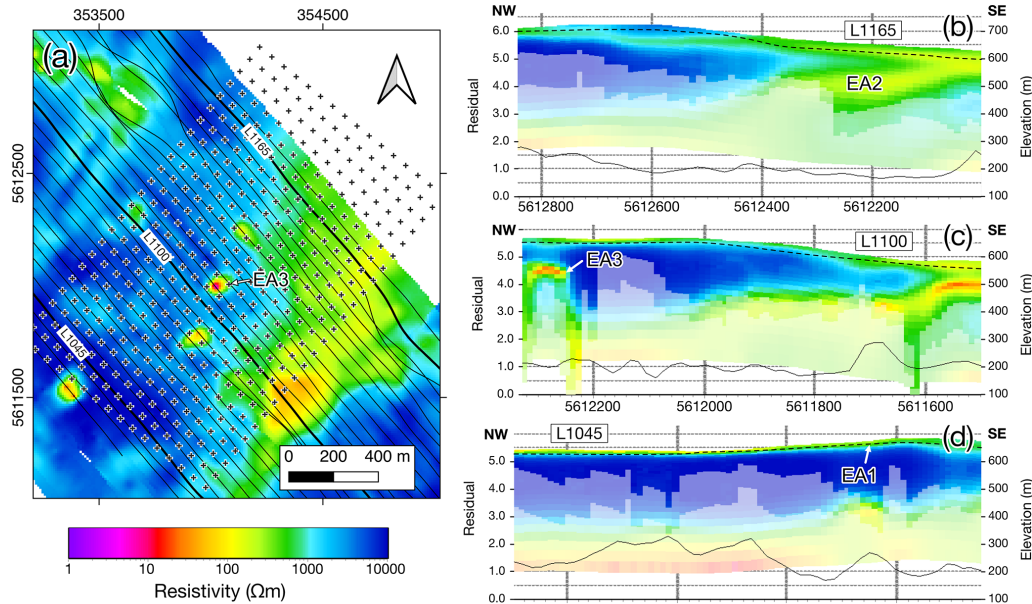 353500
354500
(a)
5612500
5611500
L1165
L1100
L1045
EA3
0
200
400 m
1
10
100
1000
10000
Resistivity (Ωm)
NW
L1165
(b)
SE
6.0
5.0
4.0
3.0
2.0
1.0
0.0
Residual
EA2
700
600
500
400
300
200
100
Elevation (m)
5612800
5612600
5612400
5612200
NW
L1100
(c)
SE
5.0
4.0
3.0
2.0
1.0
0.0
Residual
EA3
600
500
400
300
200
100
Elevation (m)
5612200
5612000
5611800
5611600
NW
L1045
(d)
SE
5.0
4.0
3.0
2.0
1.0
0.0
Residual
EA1
600
500
400
300
200
100
Elevation (m)